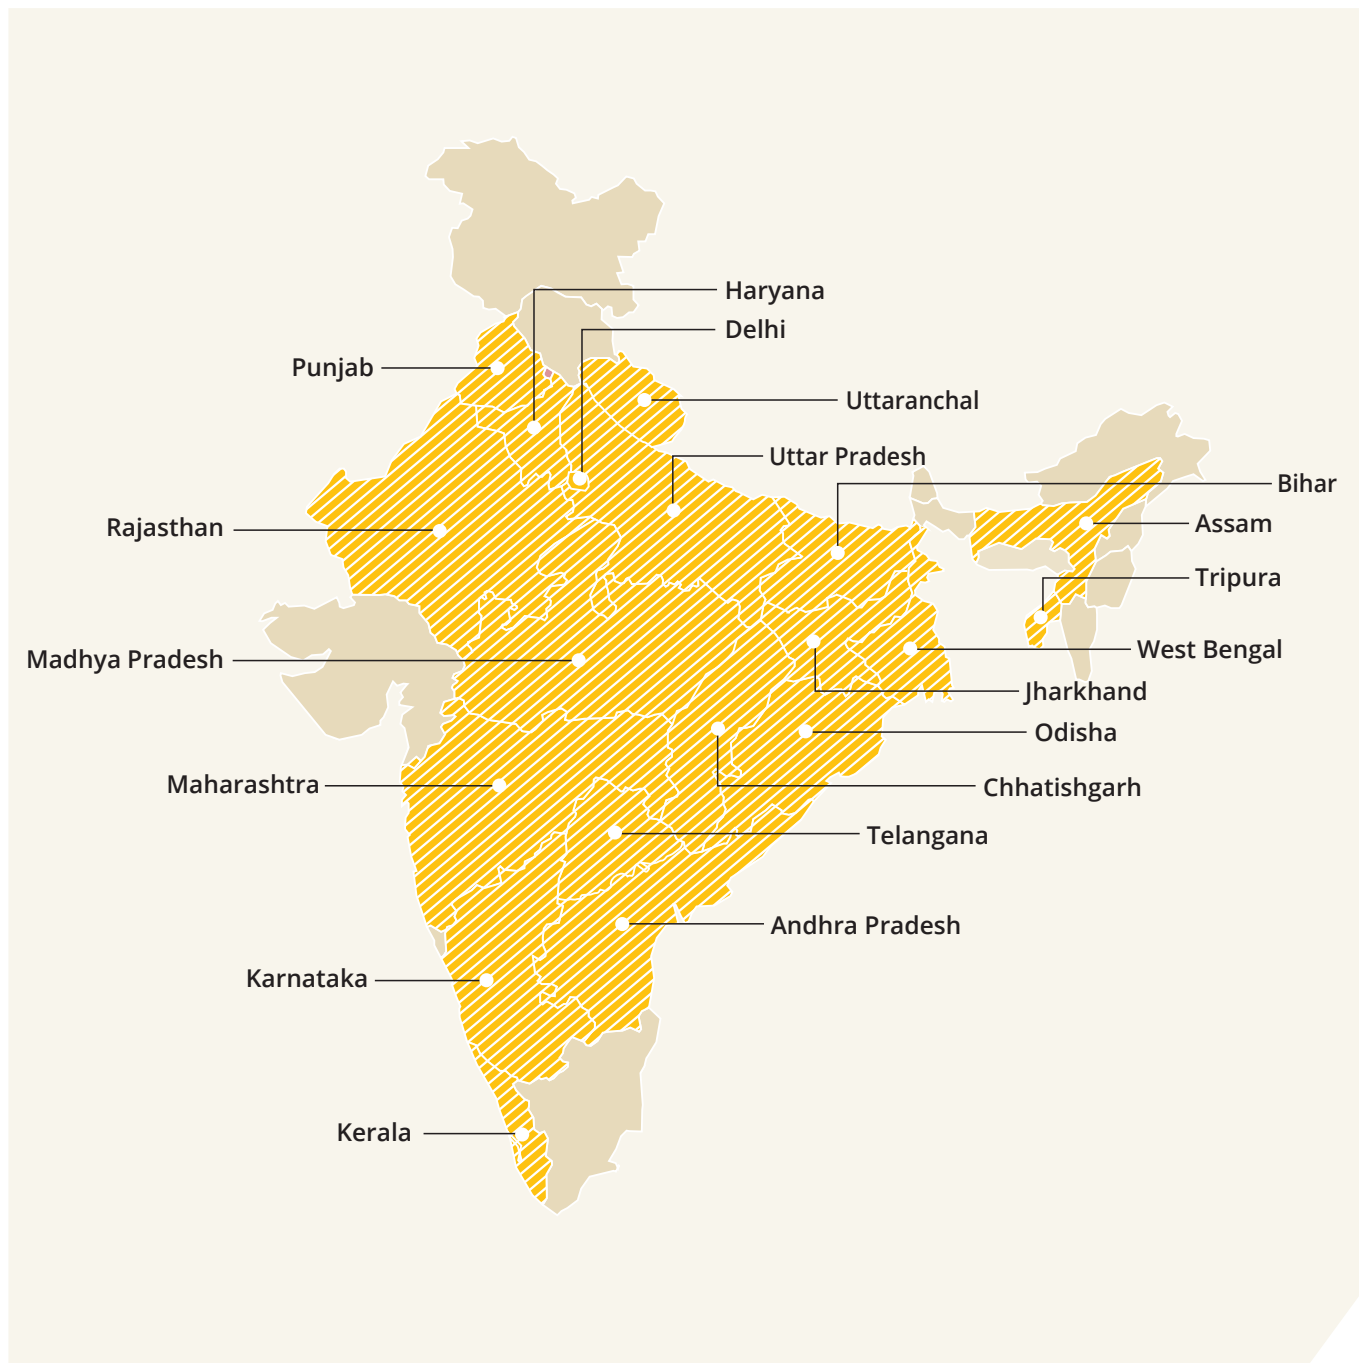 Haryana
Delhi
Punjab
Uttaranchal
Uttar Pradesh
Bihar
Assam
Rajasthan
Tripura
West Bengal
Madhya Pradesh
Jharkhand
Odisha
Maharashtra
Chhatishgarh
Telangana
Andhra Pradesh
Karnataka
Kerala